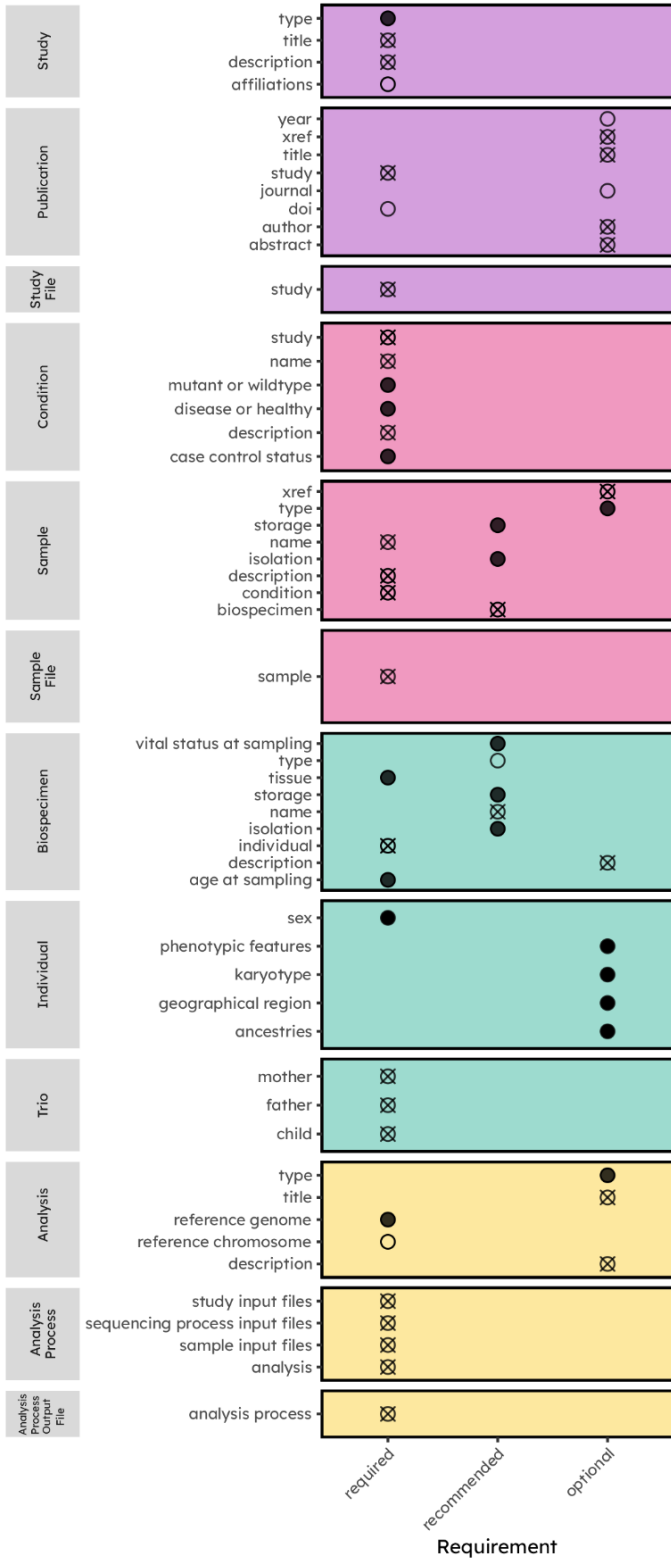 Study
type
title
description
affiliations
Publication
year
xref
title
study
journal
doi
author
abstract
Study
File
study
Condition
study
name
mutant or wildtype
disease or healthy
description
case control status
Sample
xref
type
storage
name
isolation
description
condition
biospecimen
Sample
File
sample
Biospecimen
vital status at sampling
type
tissue
storage
name
isolation
individual
description
age at sampling
Individual
sex
phenotypic features
karyotype
geographical region
ancestries
Trio
mother
father
child
Analysis
type
title
reference genome
reference chromosome
description
Analysis
Process
study input files
sequencing process input files
sample input files
analysis
Analysis
Process
Output
File
analysis process
required
recommended
optional
Requirement